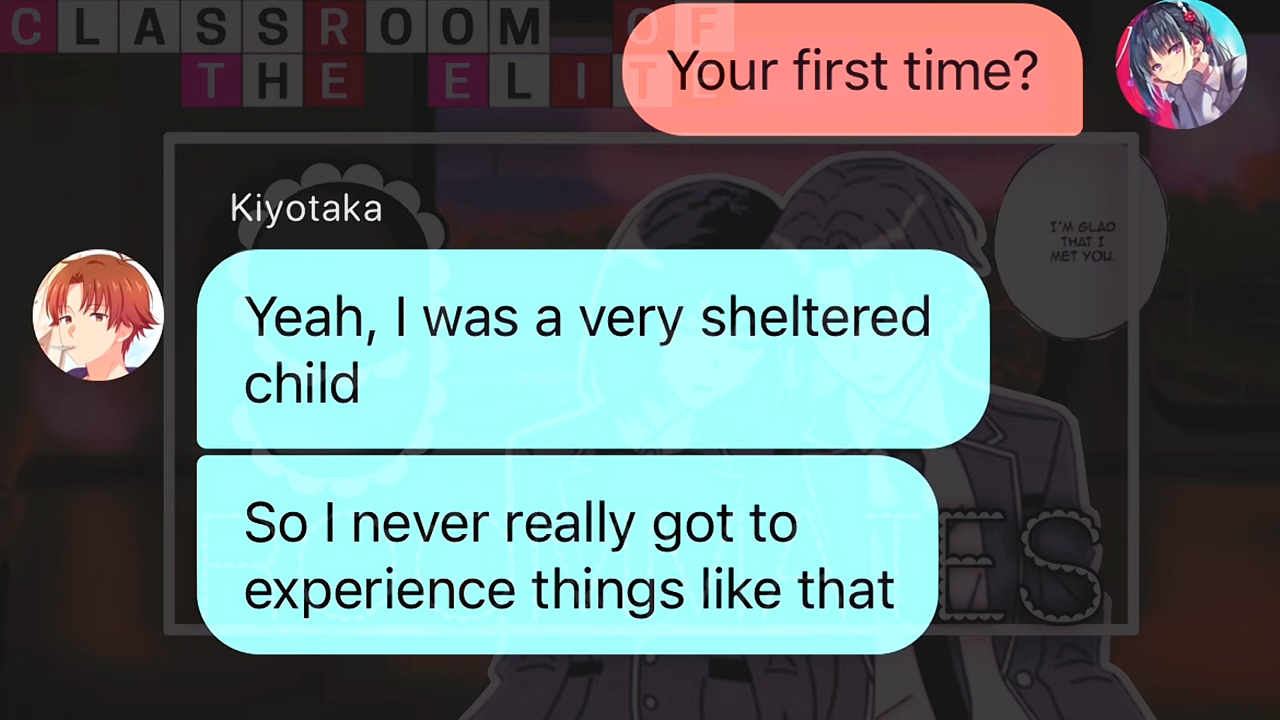 CLASSROOM OF
THE ELITE
Your first time?
I'M GLAD
THAT I
MET YOU.
Kiyotaka
Yeah, I was a very sheltered
child
So I never really got to
experience things like that